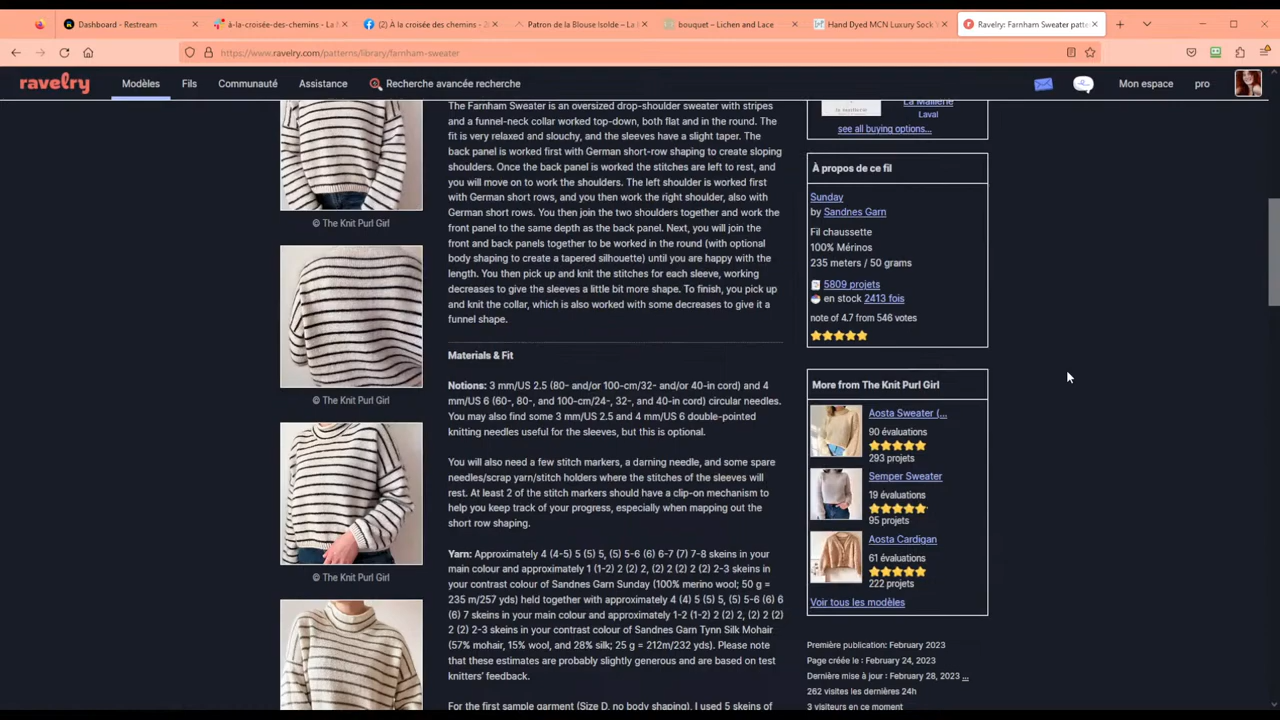 Dashboard - Restream
à-la-croisée-des-chemins - La M
(2) À la croisée des chemins - Z
Patron de la Blouse Isolde – La
bouquet – Lichen and Lace
Hand Dyed MCN Luxury Sock
Ravelry: Farnham Sweater patte
https://www.ravelry.com/patterns/library/farnham-sweater
ravelry
Modèles
Fils
Communauté
Assistance
Recherche avancée recherche
Mon espace
pro
© The Knit Purl Girl
© The Knit Purl Girl
© The Knit Purl Girl
The Farnham Sweater is an oversized drop-shoulder sweater with stripes
and a funnel-neck collar worked top-down, both flat and in the round. The
fit is very relaxed and slouchy, and the sleeves have a slight taper. The
back panel is worked first with German short-row shaping to create sloping
shoulders. Once the back panel is worked the stitches are left to rest, and
you will move on to work the shoulders. The left shoulder is worked first
with German short rows, and you then work the right shoulder, also with
German short rows. You then join the two shoulders together and work the
front panel to the same depth as the back panel. Next, you will join the
front and back panels together to be worked in the round (with optional
body shaping to create a tapered silhouette) until you are happy with the
length. You then pick up and knit the stitches for each sleeve, working
decreases to give the sleeves a little bit more shape. To finish, you pick up
and knit the collar, which is also worked with some decreases to give it a
funnel shape.
Materials & Fit
Notions: 3 mm/US 2.5 (80- and/or 100-cm/32- and/or 40-in cord) and 4
mm/US 6 (60-, 80-, and 100-cm/24-, 32-, and 40-in cord) circular needles.
You may also find some 3 mm/US 2.5 and 4 mm/US 6 double-pointed
knitting needles useful for the sleeves, but this is optional.
You will also need a few stitch markers, a darning needle, and some spare
needles/scrap yarn/stitch holders where the stitches of the sleeves will
rest. At least 2 of the stitch markers should have a clip-on mechanism to
help you keep track of your progress, especially when mapping out the
short row shaping.
Yarn: Approximately 4 (4-5) 5 (5) 5, (5) 5-6 (6) 6-7 (7) 7-8 skeins in your
main colour and approximately 1 (1-2) 2 (2) 2, (2) 2 (2) 2 (2) 2-3 skeins in
your contrast colour of Sandnes Garn Sunday (100% merino wool; 50 g =
235 m/257 yds) held together with approximately 4 (4) 5 (5) 5, (5) 5-6 (6) 6
(6) 7 skeins in your main colour and approximately 1-2 (1-2) 2 (2) 2, (2) 2 (2)
2 (2) 2-3 skeins in your contrast colour of Sandnes Garn Tynn Silk Mohair
(57% mohair, 15% wool, and 28% silk; 25 g = 212m/232 yds). Please note
that these estimates are probably slightly generous and are based on test
knitters' feedback.
For the first sample garment (Size D, no body shaping), I used 5 skeins of
La Maillerie
Laval
see all buying options...
À propos de ce fil
Sunday
by Sandnes Garn
Fil chaussette
100% Mérinos
235 meters / 50 grams
5809 projets
en stock 2413 fois
note of 4.7 from 546 votes
More from The Knit Purl Girl
Aosta Sweater (...
90 évaluations
293 projets
Semper Sweater
19 évaluations
95 projets
Aosta Cardigan
61 évaluations
222 projets
Voir tous les modèles
Première publication: February 2023
Page créée le : February 24, 2023
Dernière mise à jour : February 28, 2023 ...
262 visites les dernières 24h
3 visiteurs en ce moment